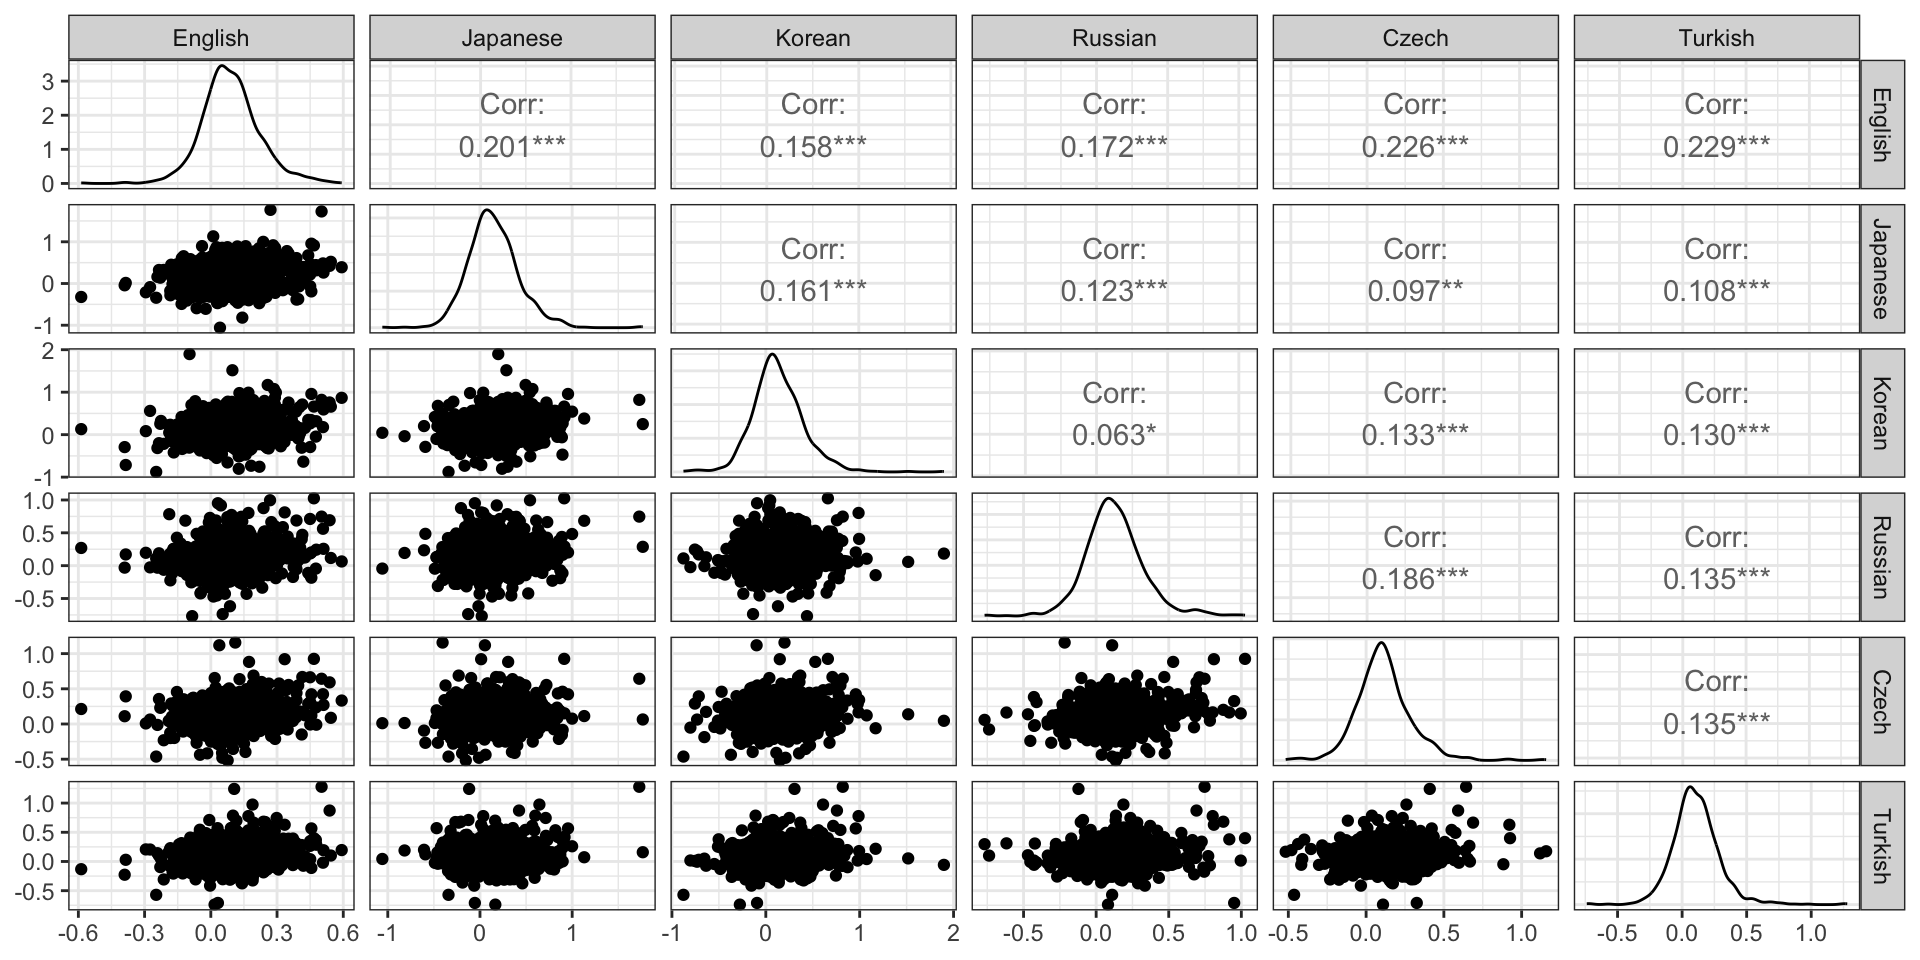 English Japanese Korean Russian Czech Turkish
3
2
1
0
Corr:
0.201***
Corr:
0.158***
Corr:
0.172***
Corr:
0.226***
Corr:
0.229***
English
1
0
-1
Corr:
0.161***
Corr:
0.123***
Corr:
0.097**
Corr:
0.108***
Japanese
2
1
0
-1
Corr:
0.063*
Corr:
0.133***
Corr:
0.130***
Korean
1.0
0.5
0.0
-0.5
Corr:
0.186***
Corr:
0.135***
Russian
1.0
0.5
0.0
-0.5
Corr:
0.135***
Czech
1.0
0.5
0.0
-0.5
Turkish
-0.6 -0.3 0.0 0.3 0.6 -1 0 1 -1 0 1 2 -0.5 0.0 0.5 1.0 -0.5 0.0 0.5 1.0 -0.5 0.0 0.5 1.0